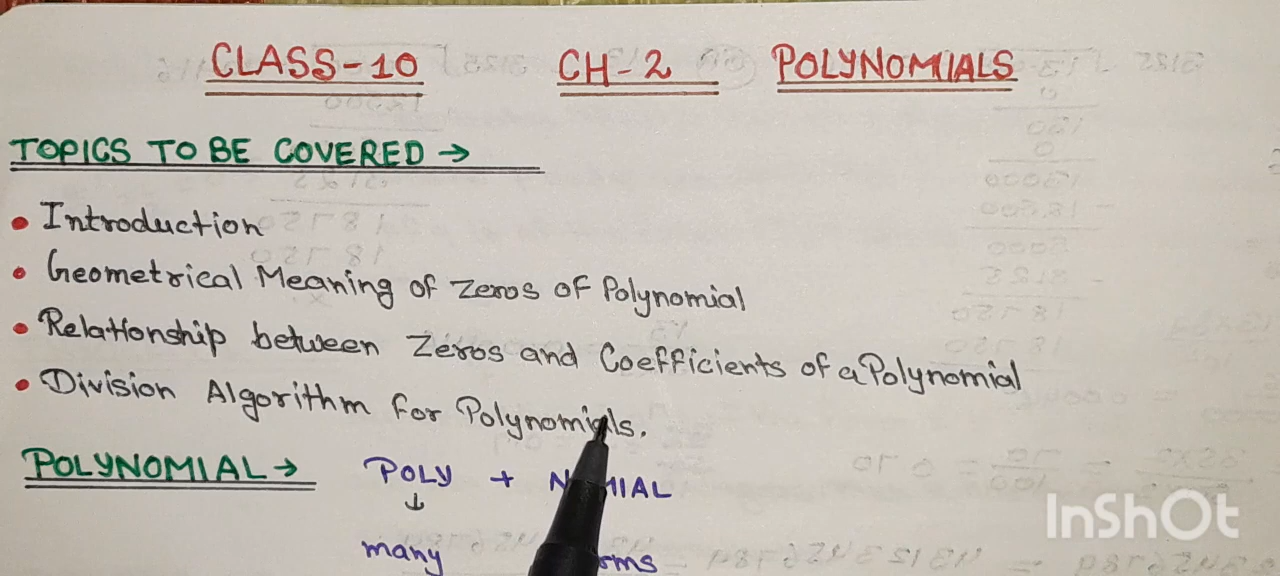 CLASS-10 CH-2 POLYNOMIALS
TOPICS TO BE COVERED →
• Introduction
• Geometrical Meaning of Zeros of Polynomial
• Relationship between Zeros and Coefficients of a Polynomial
• Division Algorithm for Polynomials.
POLYNOMIAL → POLY +
↓
many
InShOt